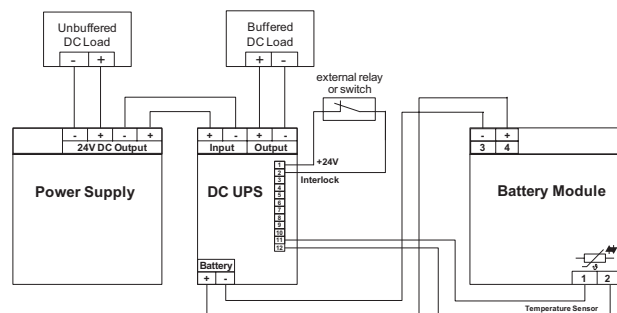 Unbuffered
DC Load
- +
Buffered
DC Load
+ -
external relay
or switch
- + - +
24V DC Output
Power Supply
+ - + -
Input Output
DC UPS
1
2
3
4
5
6
7
8
9
10
11
12
+24V
Interlock
Battery
+ -
- +
3 4
Battery Module
ϑ
1 2
Temperature Sensor